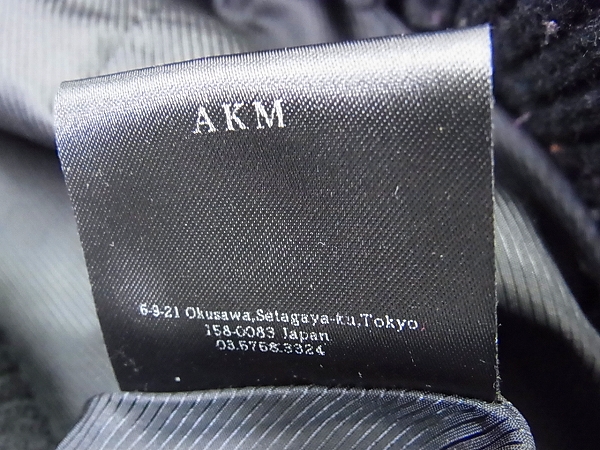 AKM
6-9-21 Okusawa,Setagaya-ku,Tokyo
158-0083 Japan
03.5758.3324